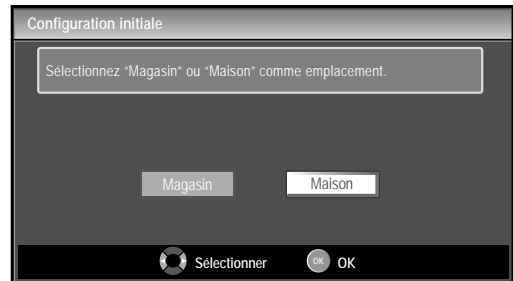 Configuration initiale
Sélectionnez "Magasin" ou "Maison" comme emplacement.
Magasin Maison
Sélectionner OK OK